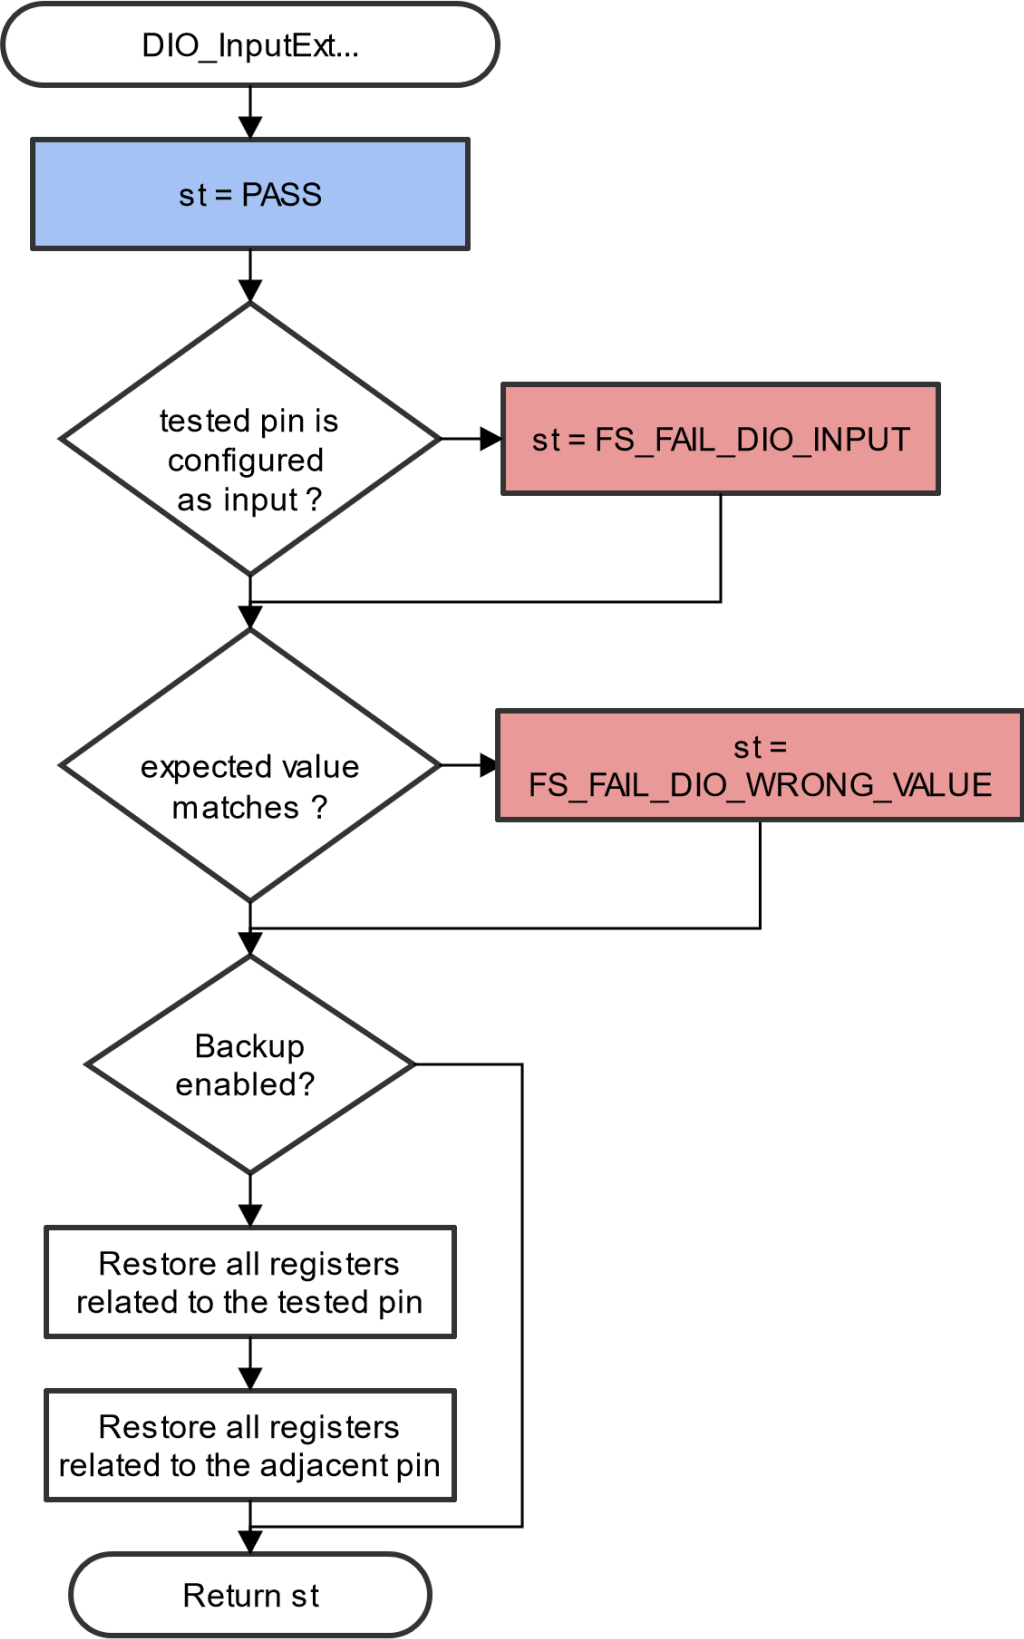 DIO_InputExt...
st = PASS
tested pin is
configured
as input ?
st = FS_FAIL_DIO_INPUT
expected value
matches ?
st =
FS_FAIL_DIO_WRONG_VALUE
Backup
enabled?
Restore all registers
related to the tested pin
Restore all registers
related to the adjacent pin
Return st